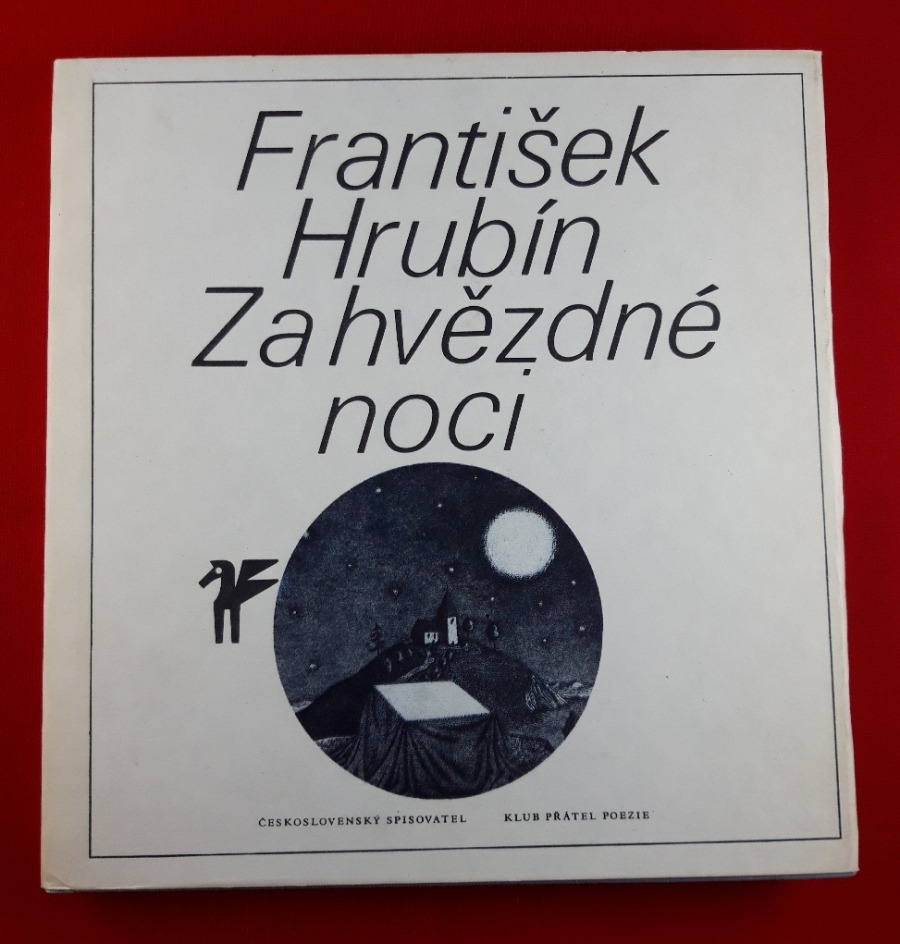 František
Hrubín
Za hvězdné
noci
ČESKOSLOVENSKÝ SPISOVATEL KLUB PŘÁTEL POEZIE